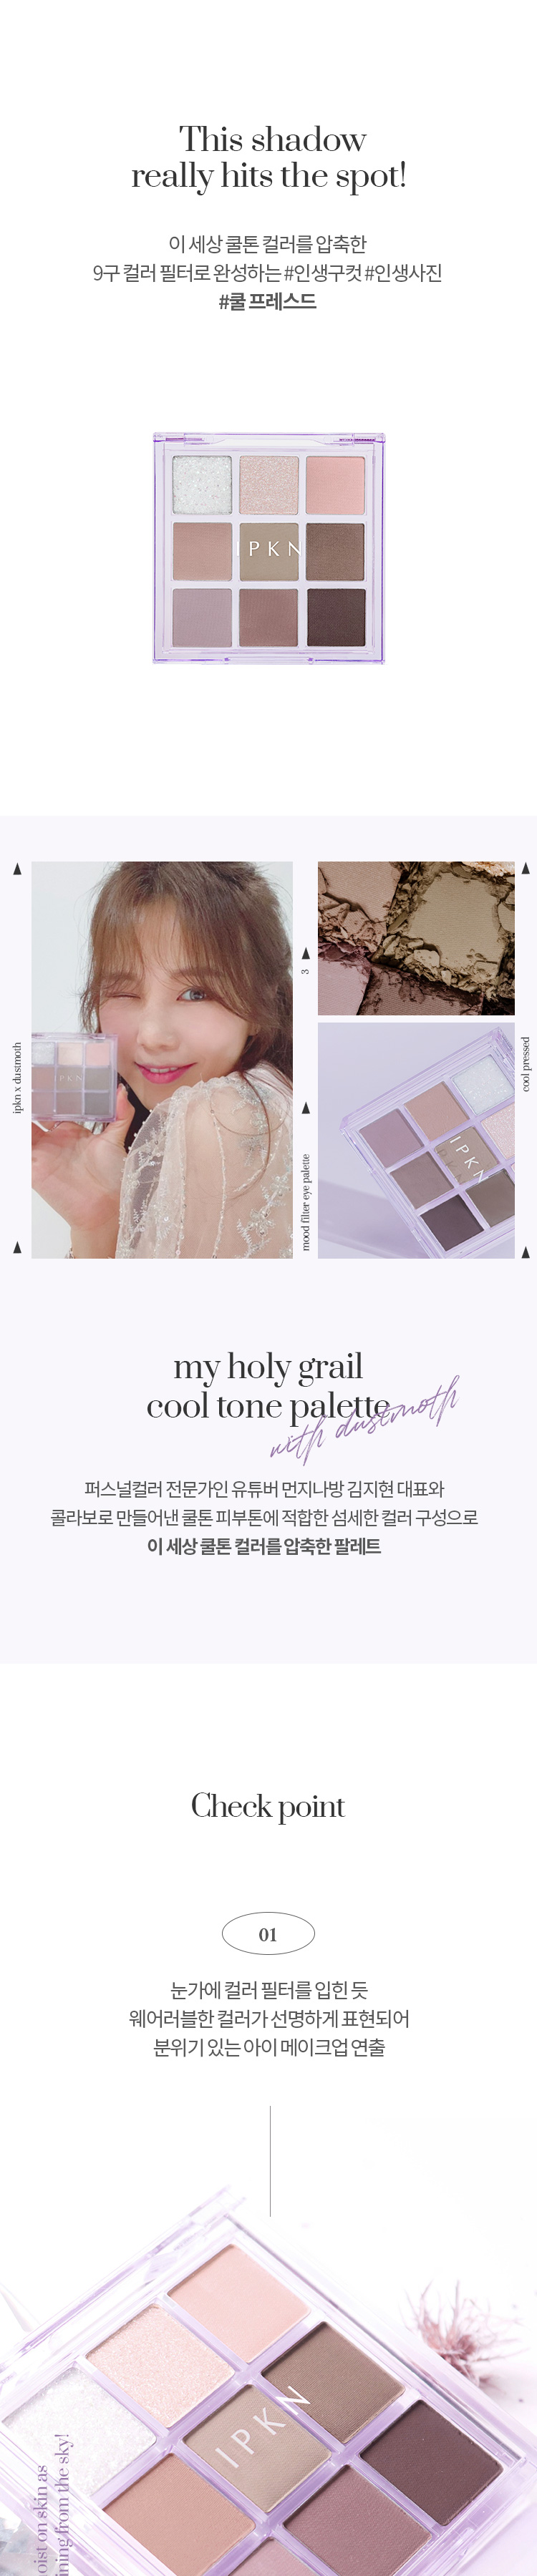 This shadow
really hits the spot!
이 세상 쿨톤 컬러를 압축한
9구 컬러 필터로 완성하는 #인생구컷 #인생사진
#쿨 프레스드
IPKN
ipkn x dustmoth
IPKN
3
mood filter eye palette
IPKN
cool pressed
my holy grail
cool tone palette
with dustmoth
퍼스널컬러 전문가인 유튜버 먼지나방 김지현 대표와
콜라보로 만들어낸 쿨톤 피부톤에 적합한 섬세한 컬러 구성으로
이 세상 쿨톤 컬러를 압축한 팔레트
Check point
01
눈가에 컬러 필터를 입힌 듯
웨어러블한 컬러가 선명하게 표현되어
분위기 있는 아이 메이크업 연출
IPKN
on skin as
from the sky!